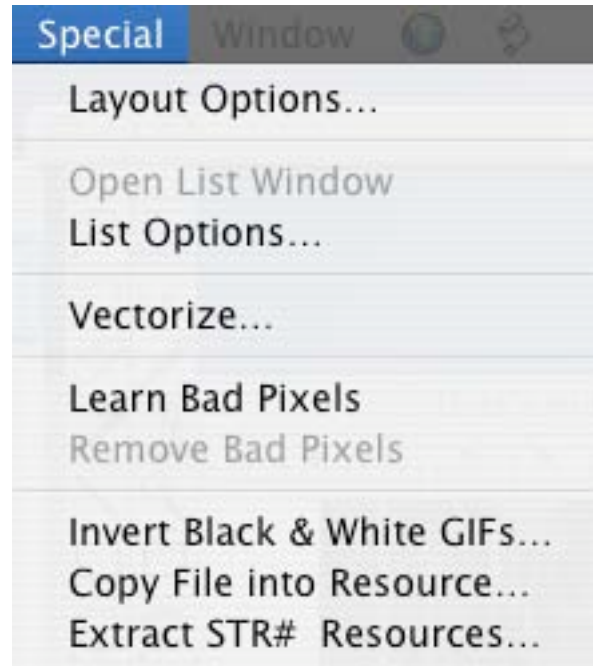 Special Window
Layout Options…
Open List Window
List Options…
Vectorize…
Learn Bad Pixels
Remove Bad Pixels
Invert Black & White GIFs…
Copy File into Resource…
Extract STR#  Resources…